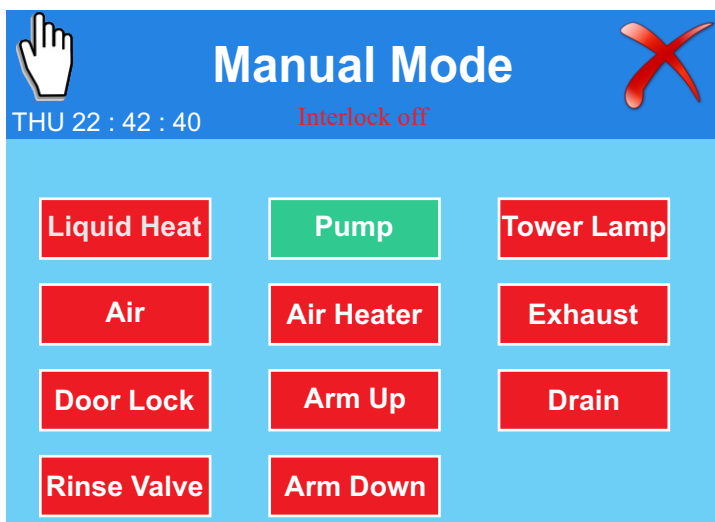 Manual Mode
THU 22 : 42 : 40
Interlock off
Liquid Heat
Pump
Tower Lamp
Air
Air Heater
Exhaust
Door Lock
Arm Up
Drain
Rinse Valve
Arm Down